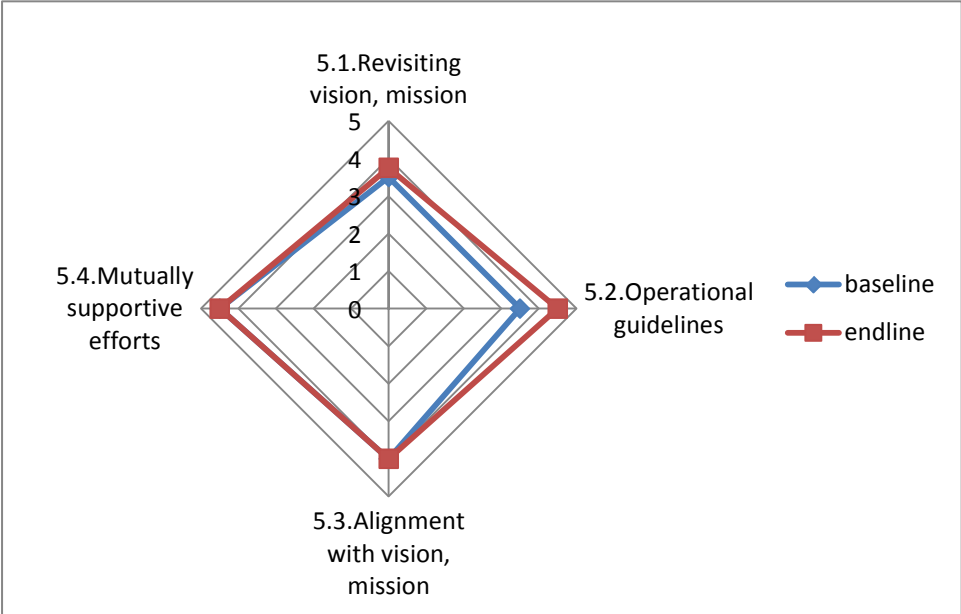 5.1.Revisiting
vision, mission
5
4
3
2
1
0
5.4.Mutually
supportive
efforts
5.2.Operational
guidelines
baseline
endline
5.3.Alignment
with vision,
mission